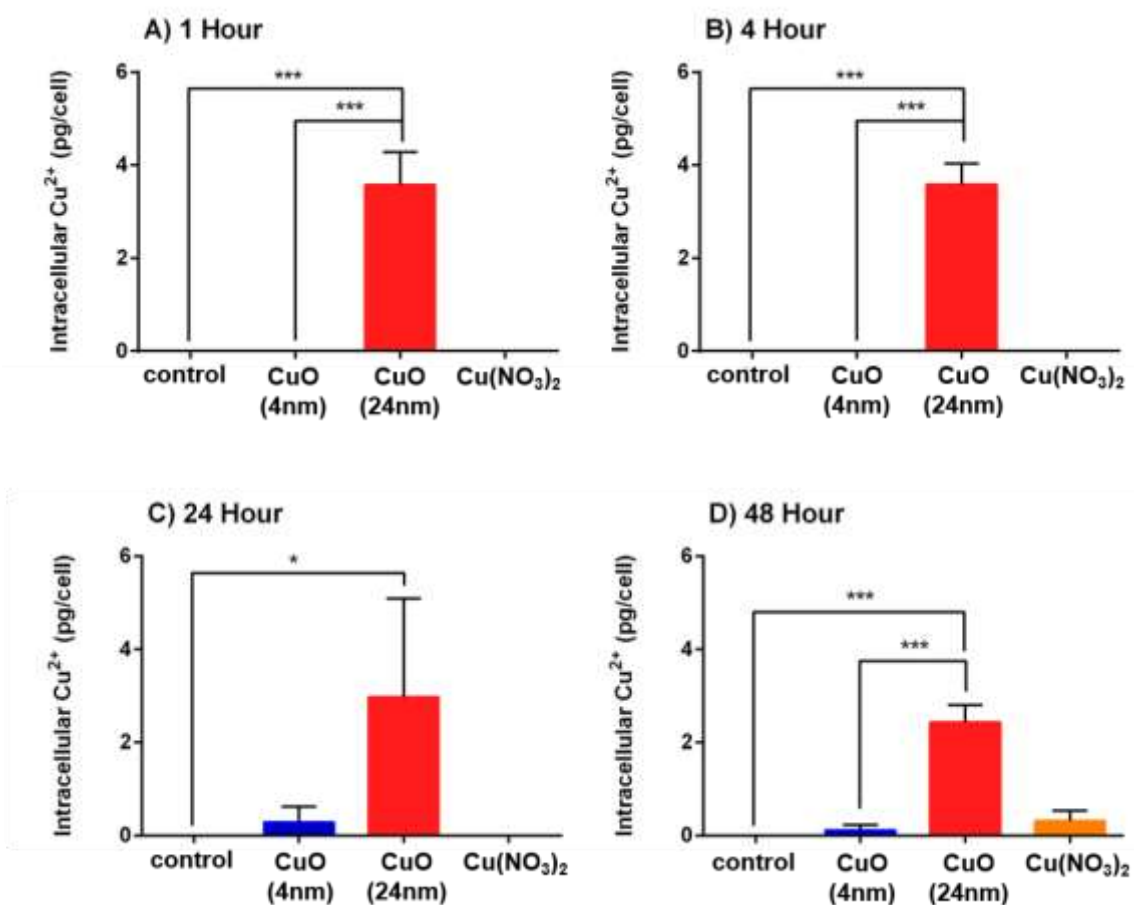 A) 1 Hour
Intracellular Cu²⁺ (pg/cell)
6
4
2
0
***
***
control
CuO
(4nm)
CuO
(24nm)
Cu(NO₃)₂
B) 4 Hour
Intracellular Cu²⁺ (pg/cell)
6
4
2
0
***
***
control
CuO
(4nm)
CuO
(24nm)
Cu(NO₃)₂
C) 24 Hour
Intracellular Cu²⁺ (pg/cell)
6
4
2
0
*
control
CuO
(4nm)
CuO
(24nm)
Cu(NO₃)₂
D) 48 Hour
Intracellular Cu²⁺ (pg/cell)
6
4
2
0
***
***
control
CuO
(4nm)
CuO
(24nm)
Cu(NO₃)₂